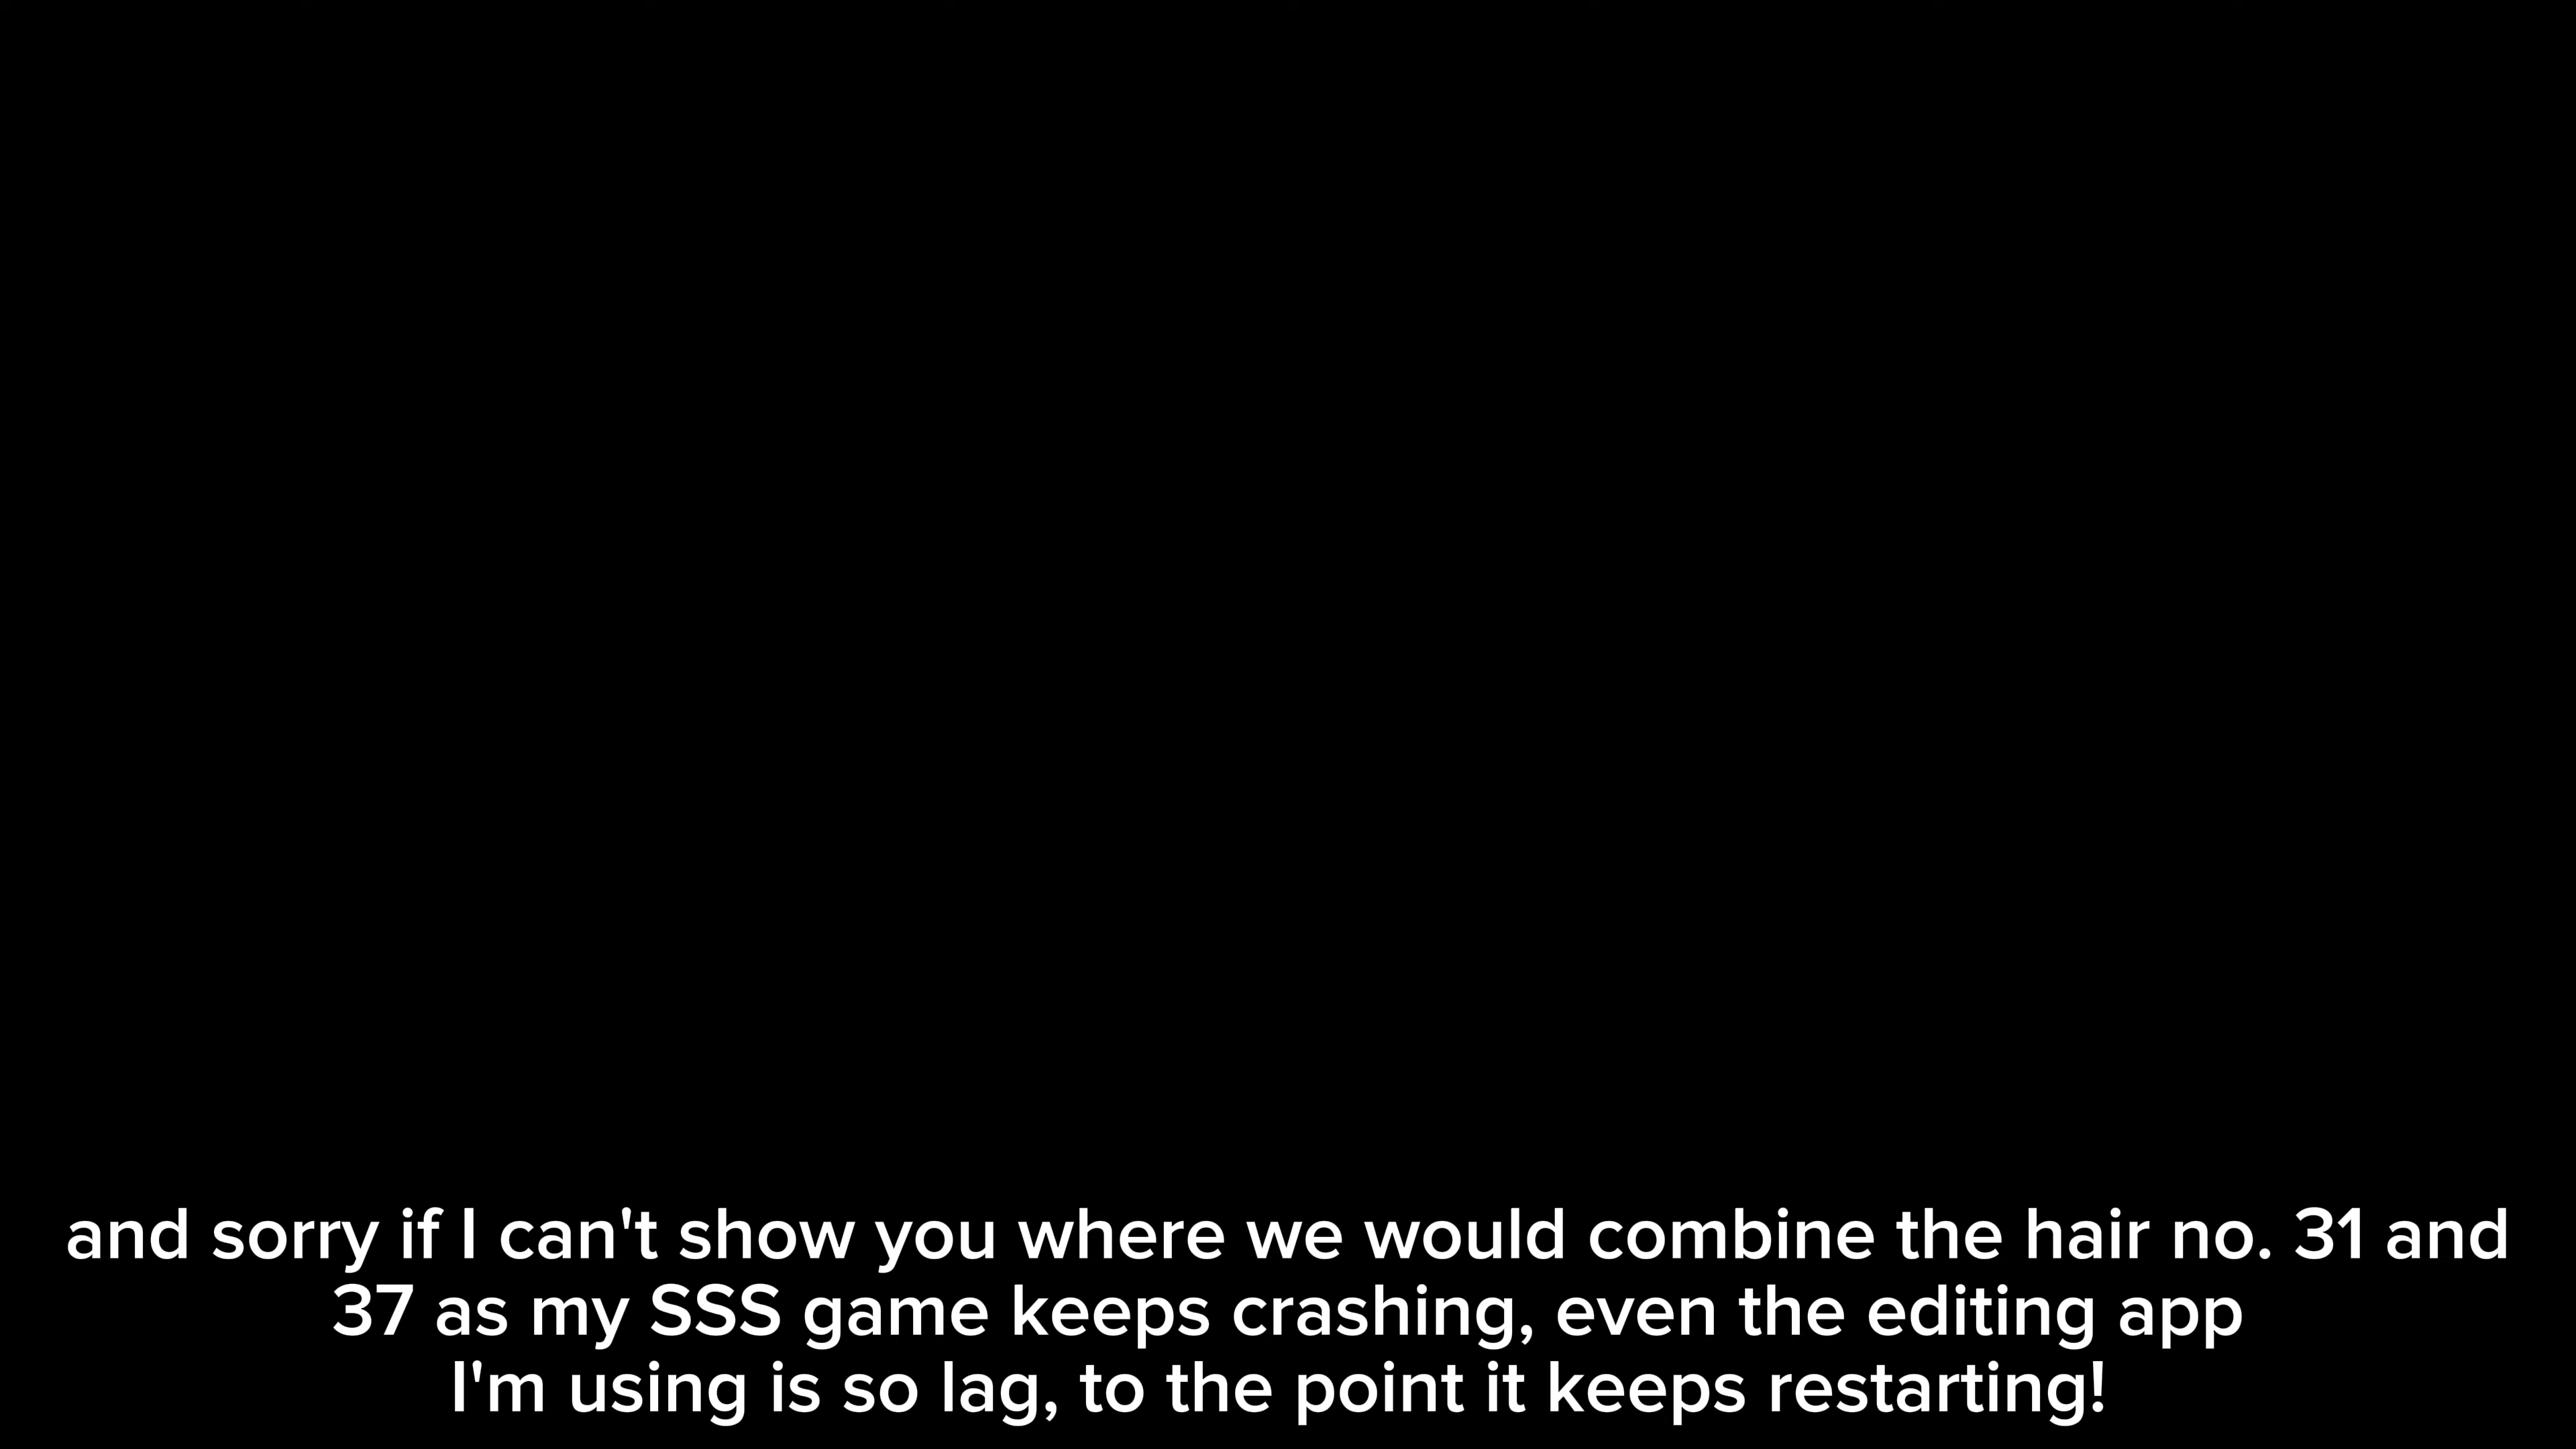 and sorry if I can't show you where we would combine the hair no. 31 and
37 as my SSS game keeps crashing, even the editing app
I'm using is so lag, to the point it keeps restarting!